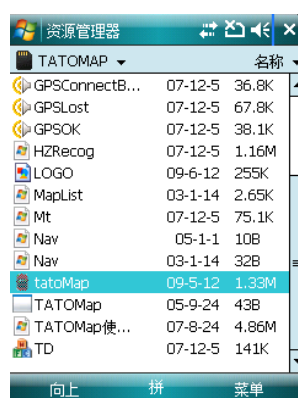 资源管理器
TATOMAP 名称
GPSConnectB... 07-12-5 36.8K
GPSLost 07-12-5 67.8K
GPSOK 07-12-5 38.1K
HZRecog 07-12-5 1.16M
LOGO 09-6-12 255K
MapList 03-1-14 2.65K
Mt 07-12-5 75.1K
Nav 05-1-1 10B
Nav 03-1-14 32B
tatoMap 09-5-12 1.33M
TATOMap 05-9-24 43B
TATOMap使... 07-8-24 4.86M
TD 07-12-5 141K
向上 拼 菜单